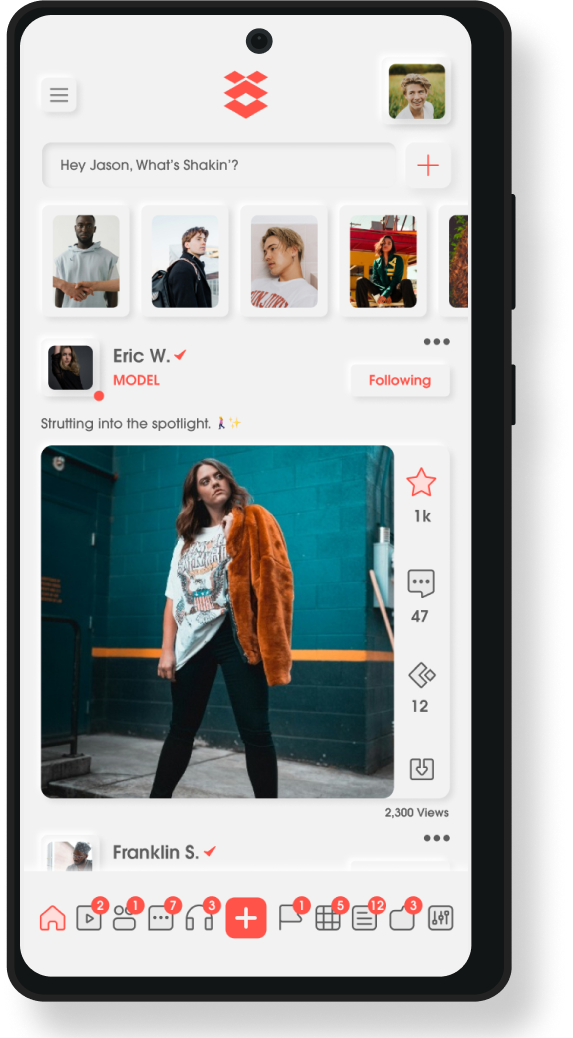 Hey Jason, What's Shakin'?
Eric W.
MODEL
Following
Strutting into the spotlight. 🚶‍♀️✨
1k
47
12
2,300 Views
Franklin S.
2 1 7 3 1 5 12 3